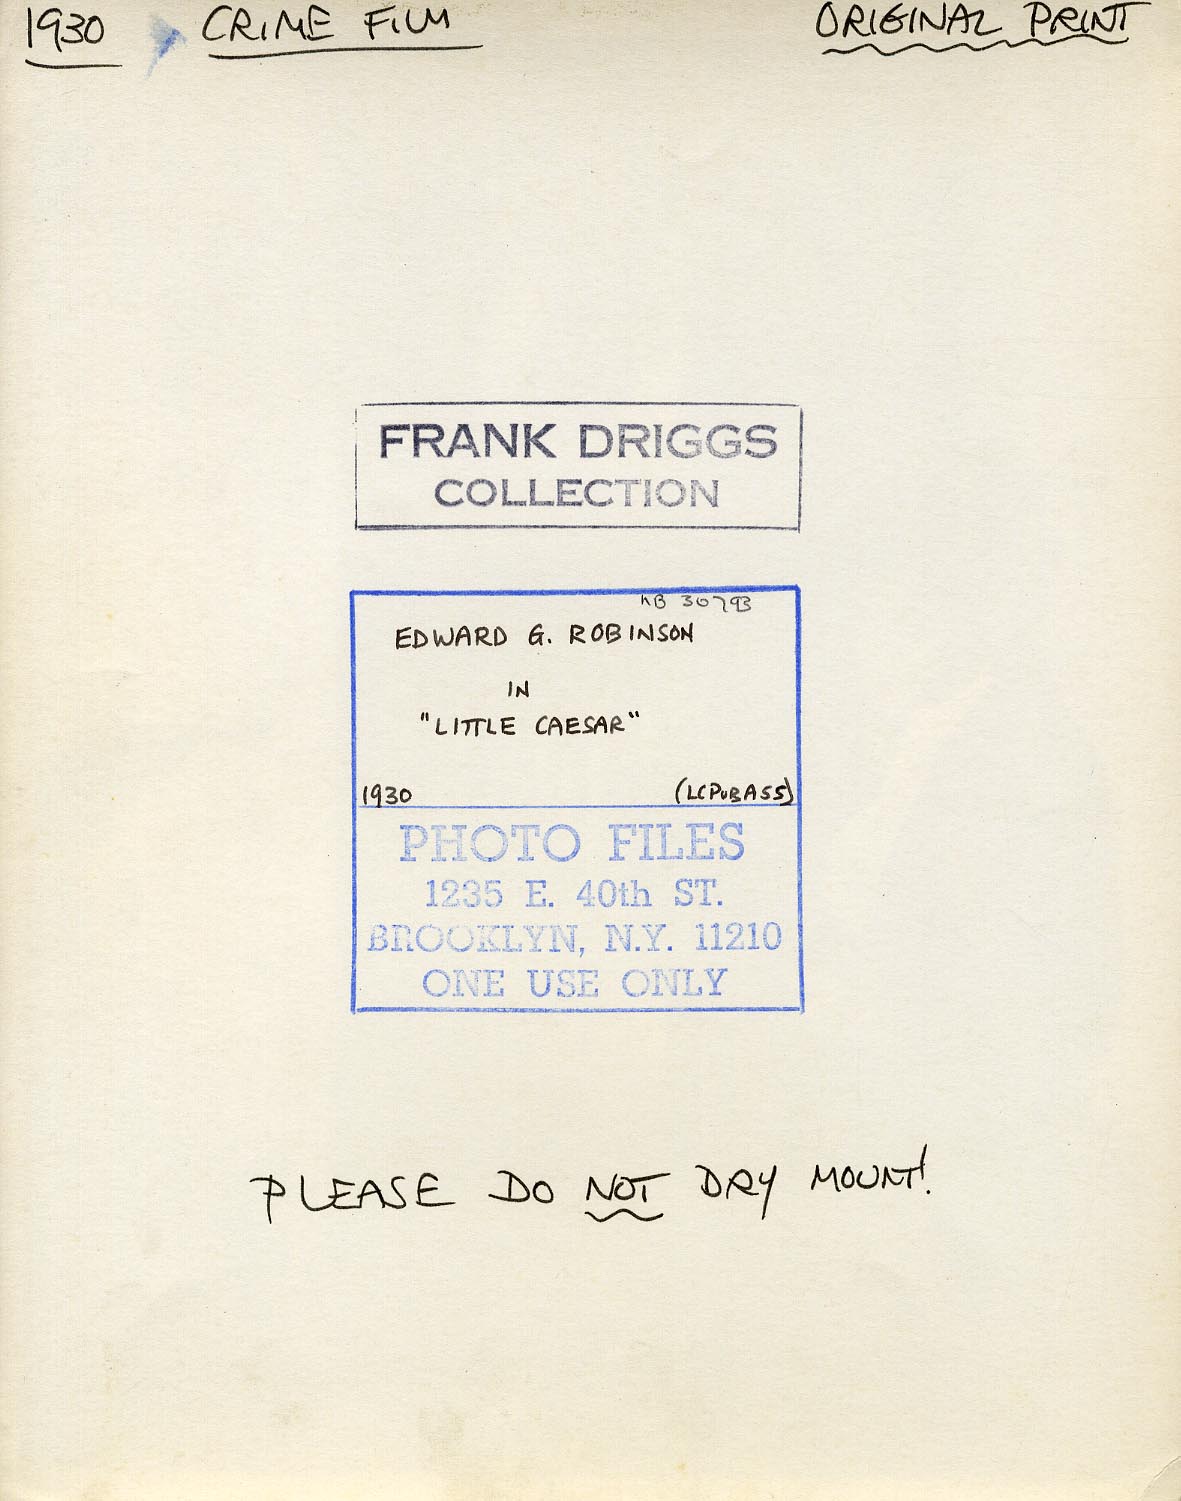 1930 CRIME FILM ORIGINAL PRINT
FRANK DRIGGS
COLLECTION
NB 30793
EDWARD G. ROBINSON
IN
"LITTLE CAESAR"
1930 (LCPUBASS)
PHOTO FILES
1235 E. 40th ST.
BROOKLYN, N.Y. 11210
ONE USE ONLY
PLEASE DO NOT DRY MOUNT!